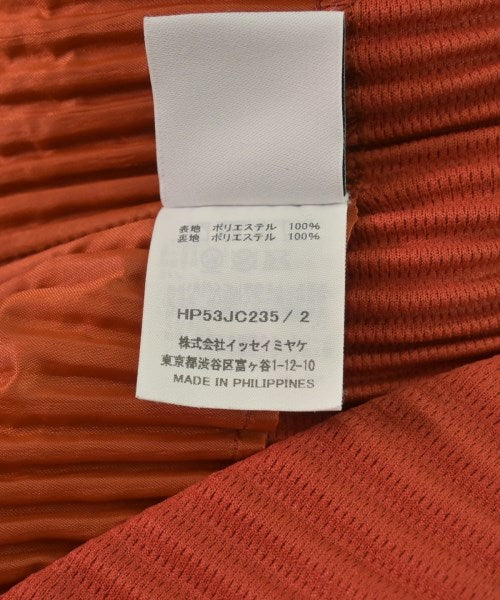 表地 ポリエステル 100%
裏地 ポリエステル 100%
HP53JC235 / 2
株式会社イッセイミヤケ
東京都渋谷区富ヶ谷1-12-10
MADE IN PHILIPPINES